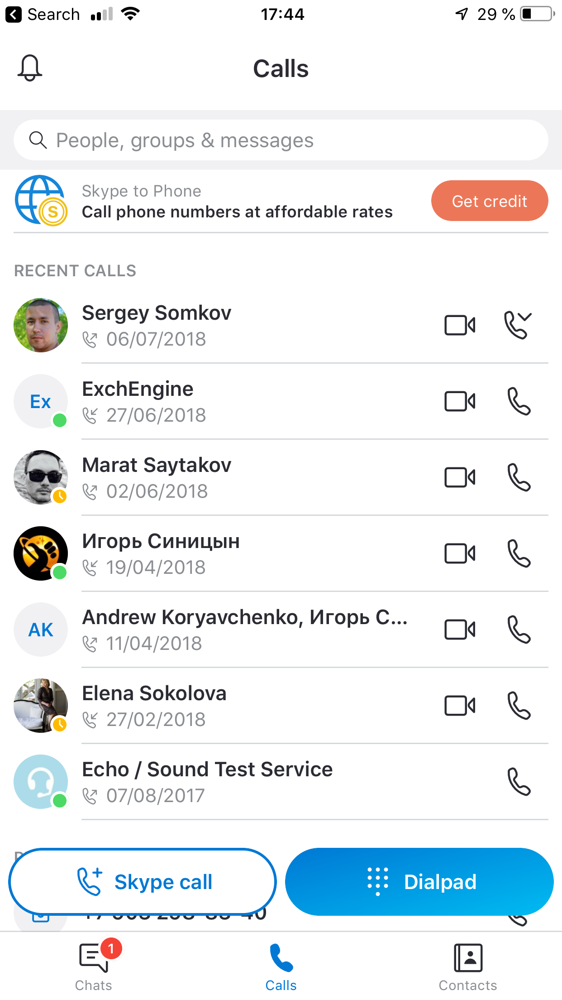 Search
17:44
29 %
Calls
People, groups & messages
Skype to Phone
Call phone numbers at affordable rates
Get credit
S
RECENT CALLS
Sergey Somkov
06/07/2018
Ex
ExchEngine
27/06/2018
Marat Saytakov
02/06/2018
Игорь Синицын
19/04/2018
AK
Andrew Koryavchenko, Игорь С...
11/04/2018
Elena Sokolova
27/02/2018
Echo / Sound Test Service
07/08/2017
Skype call
Dialpad
1
Chats
Calls
Contacts